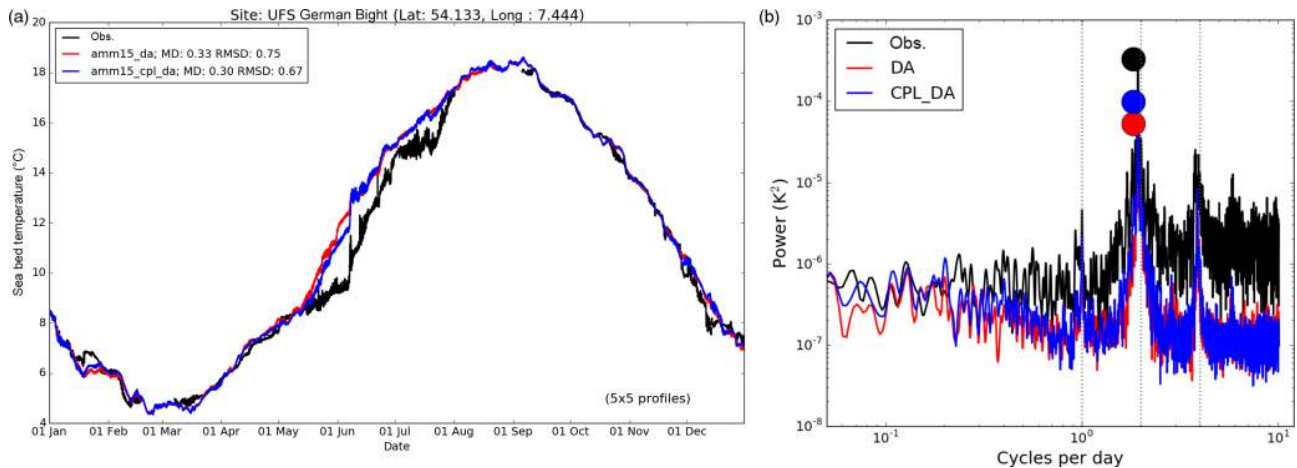 (a)
Site: UFS German Bight (Lat: 54.133, Long : 7.444)
Obs.
amm15_da; MD: 0.33 RMSD: 0.75
amm15_cpl_da; MD: 0.30 RMSD: 0.67
20
18
16
14
12
10
8
6
4
Sea bed temperature (°C)
(5x5 profiles)
01 Jan 01 Feb 01 Mar 01 Apr 01 May 01 Jun 01 Jul 01 Aug 01 Sep 01 Oct 01 Nov 01 Dec
Date
(b)
Obs.
DA
CPL_DA
10⁻²
10⁻³
10⁻⁴
10⁻⁵
10⁻⁶
10⁻⁷
10⁻⁸
Power (K²)
10⁻¹ 10⁰ 10¹
Cycles per day